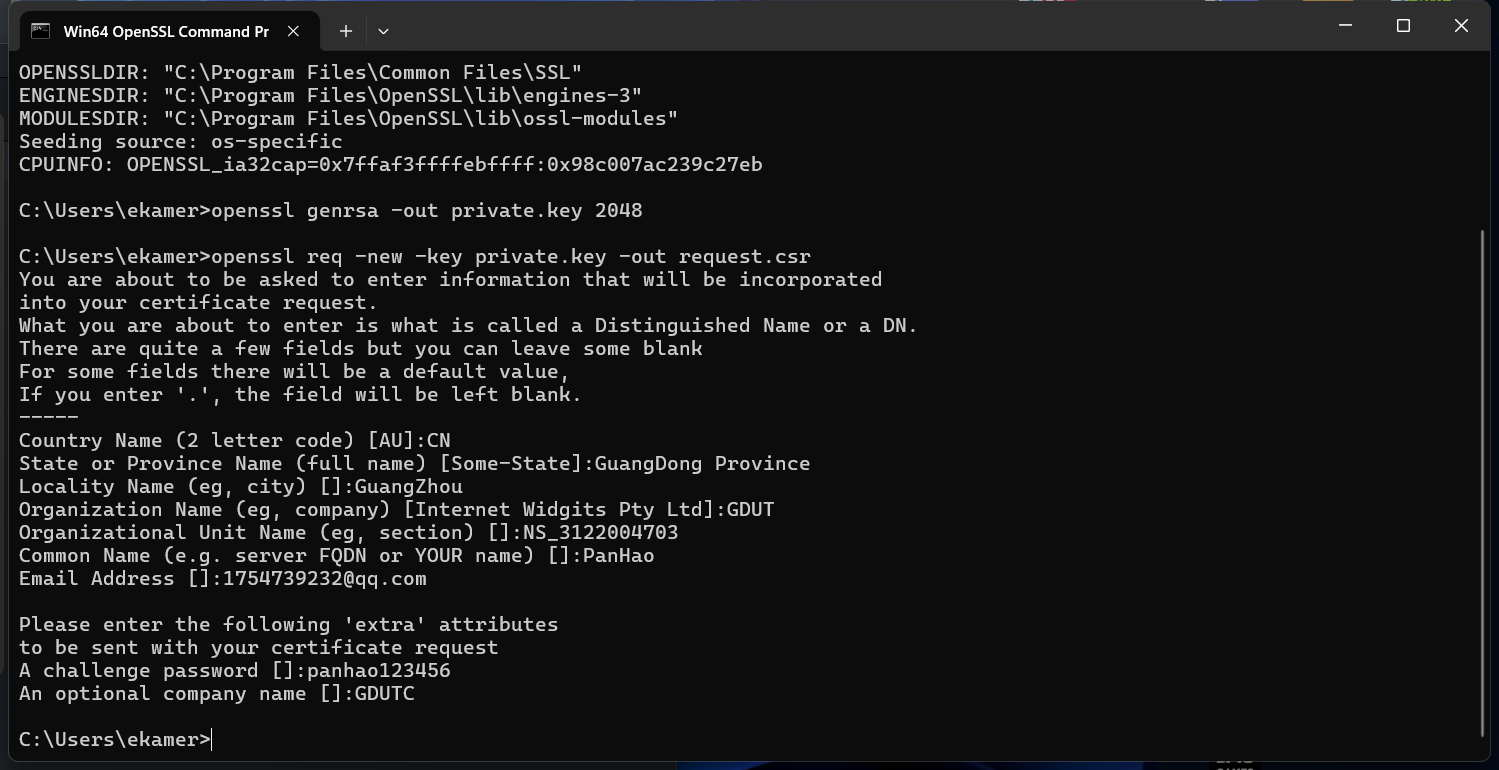 Win64 OpenSSL Command Pr
OPENSSLDIR: "C:\Program Files\Common Files\SSL"
ENGINESDIR: "C:\Program Files\OpenSSL\lib\engines-3"
MODULESDIR: "C:\Program Files\OpenSSL\lib\ossl-modules"
Seeding source: os-specific
CPUINFO: OPENSSL_ia32cap=0x7ffaf3ffffebffff:0x98c007ac239c27eb
C:\Users\ekamer>openssl genrsa -out private.key 2048
C:\Users\ekamer>openssl req -new -key private.key -out request.csr
You are about to be asked to enter information that will be incorporated
into your certificate request.
What you are about to enter is what is called a Distinguished Name or a DN.
There are quite a few fields but you can leave some blank
For some fields there will be a default value,
If you enter '.', the field will be left blank.
-----
Country Name (2 letter code) [AU]:CN
State or Province Name (full name) [Some-State]:GuangDong Province
Locality Name (eg, city) []:GuangZhou
Organization Name (eg, company) [Internet Widgits Pty Ltd]:GDUT
Organizational Unit Name (eg, section) []:NS_3122004703
Common Name (e.g. server FQDN or YOUR name) []:PanHao
Email Address []:1754739232@qq.com
Please enter the following 'extra' attributes
to be sent with your certificate request
A challenge password []:panhao123456
An optional company name []:GDUTC
C:\Users\ekamer>